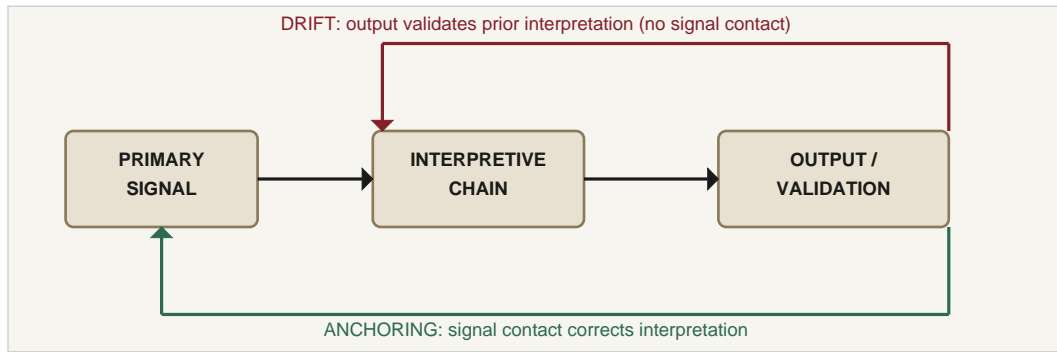 DRIFT: output validates prior interpretation (no signal contact)
PRIMARY
SIGNAL
INTERPRETIVE
CHAIN
OUTPUT /
VALIDATION
ANCHORING: signal contact corrects interpretation